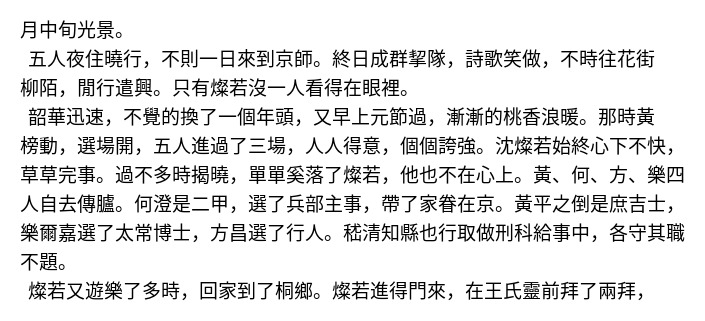 月中旬光景。
五人夜住曉行，不則一日來到京師。終日成群挈隊，詩歌笑做，不時往花街
柳陌，閒行遣興。只有燦若沒一人看得在眼裡。
韶華迅速，不覺的換了一個年頭，又早上元節過，漸漸的桃香浪暖。那時黃
榜動，選場開，五人進過了三場，人人得意，個個誇強。沈燦若始終心下不快，
草草完事。過不多時揭曉，單單奚落了燦若，他也不在心上。黃、何、方、樂四
人自去傳臚。何澄是二甲，選了兵部主事，帶了家眷在京。黃平之倒是庶吉士，
樂爾嘉選了太常博士，方昌選了行人。嵇清知縣也行取做刑科給事中，各守其職
不題。
燦若又遊樂了多時，回家到了桐鄉。燦若進得門來，在王氏靈前拜了兩拜，